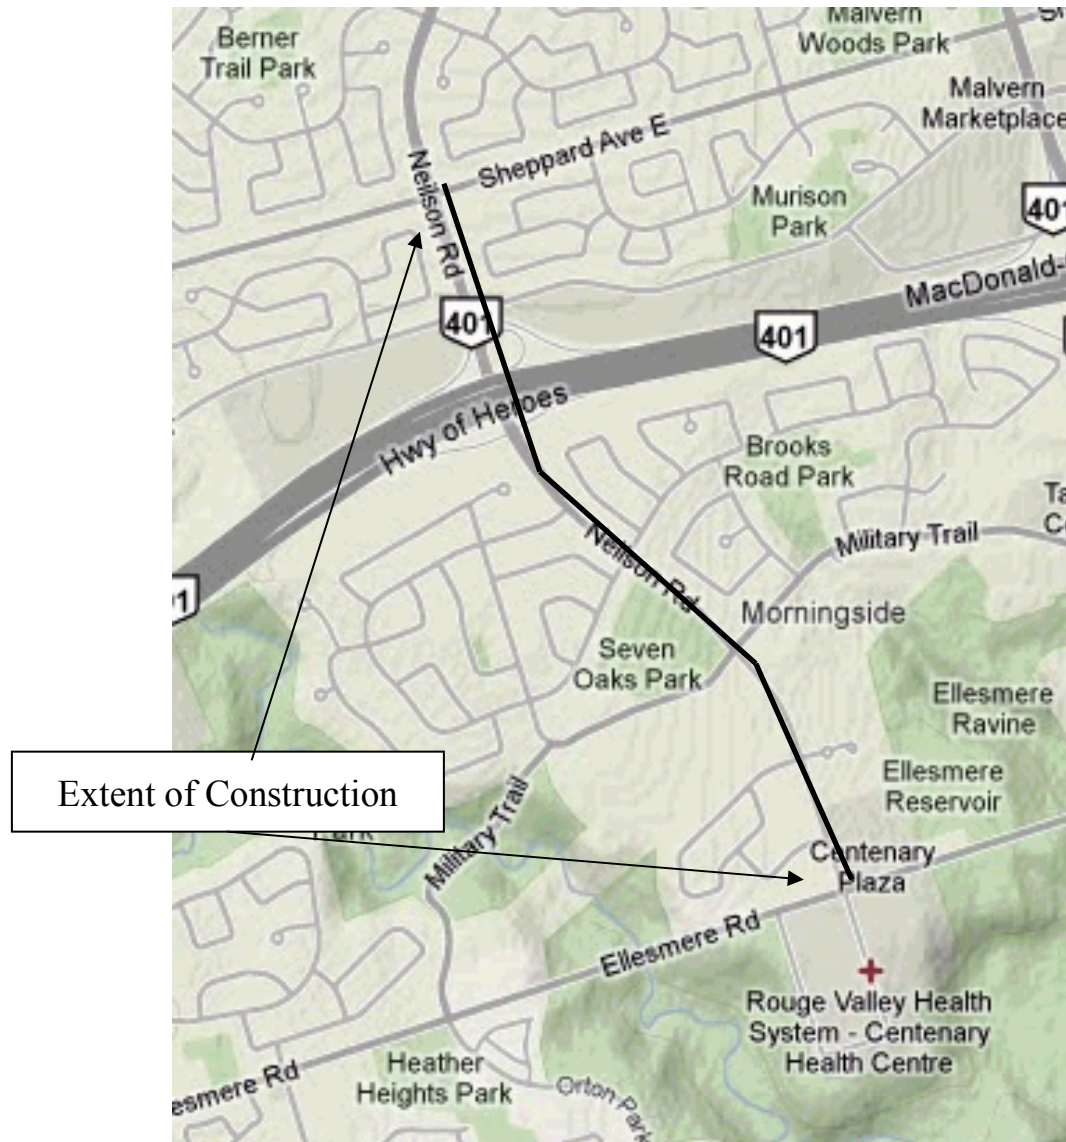 Berner
Trail Park
Malvern
Woods Park
Malvern
Marketplace
Sheppard Ave E
Neilson Rd
Murison
Park
401
MacDonald-
401
401
Hwy of Heroes
Brooks
Road Park
Military Trail
Neilson Rd
Morningside
Seven
Oaks Park
Ellesmere
Ravine
Extent of Construction
Ellesmere
Reservoir
Park
Military Trail
Centenary
Plaza
Ellesmere Rd
Rouge Valley Health
System - Centenary
Health Centre
Heather
Heights Park
esmere Rd
Orton Park